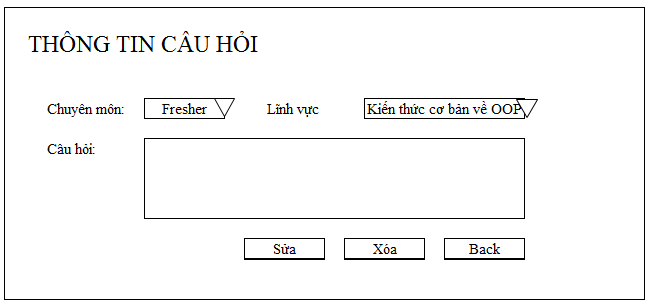 THÔNG TIN CÂU HỎI
Chuyên môn: Fresher Lĩnh vực Kiến thức cơ bản về OOP
Câu hỏi:
Sửa Xóa Back